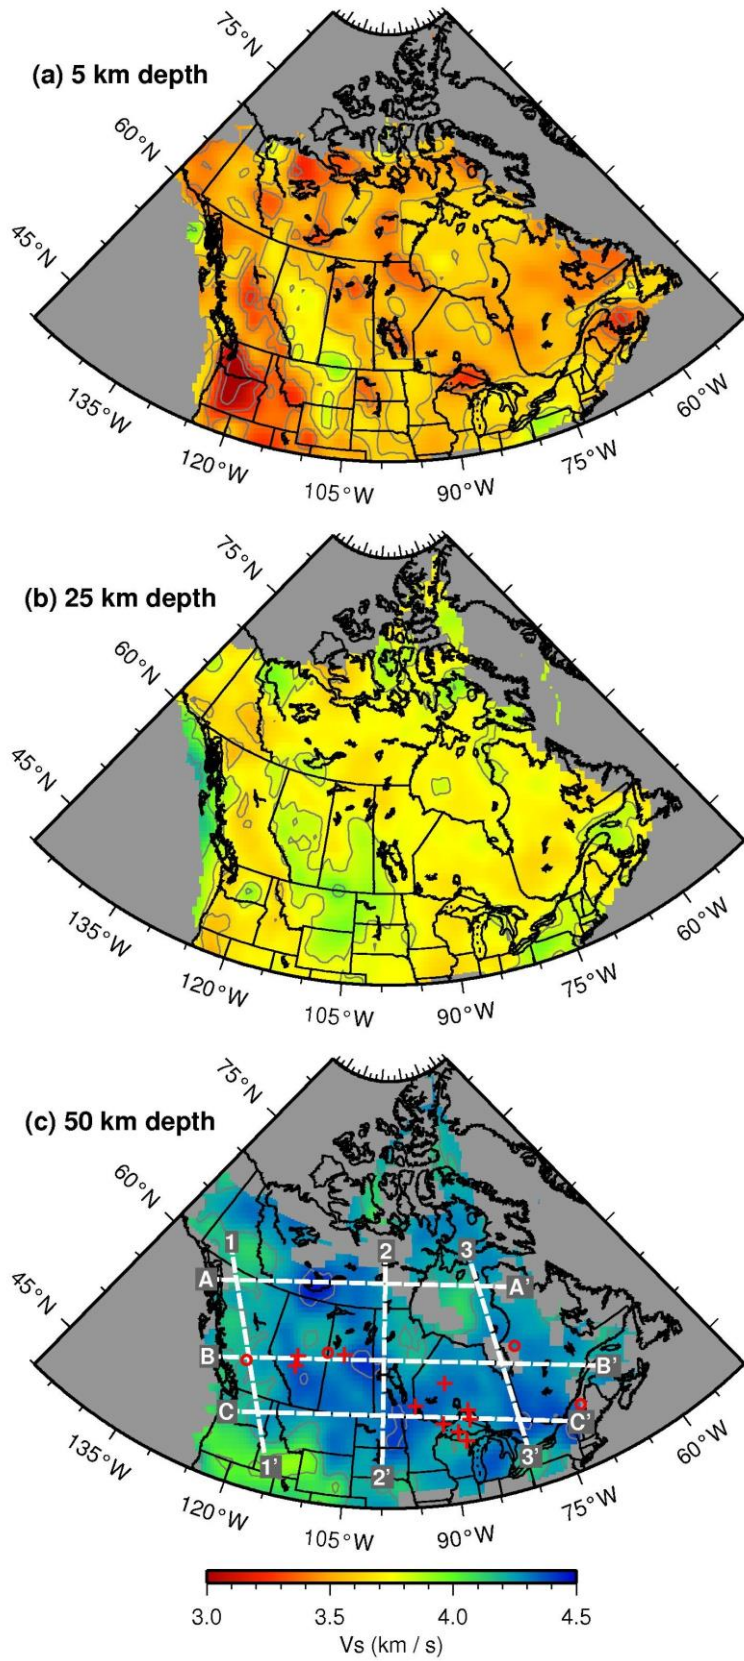 75°N
(a) 5 km depth
60°N
45°N
135°W
120°W
105°W
90°W
75°W
60°W
75°N
(b) 25 km depth
60°N
45°N
135°W
120°W
105°W
90°W
75°W
60°W
75°N
(c) 50 km depth
60°N
1
2
3
A
A'
45°N
B
B'
C
C'
1'
2'
3'
135°W
120°W
105°W
90°W
75°W
60°W
3.0 3.5 4.0 4.5
Vs (km / s)